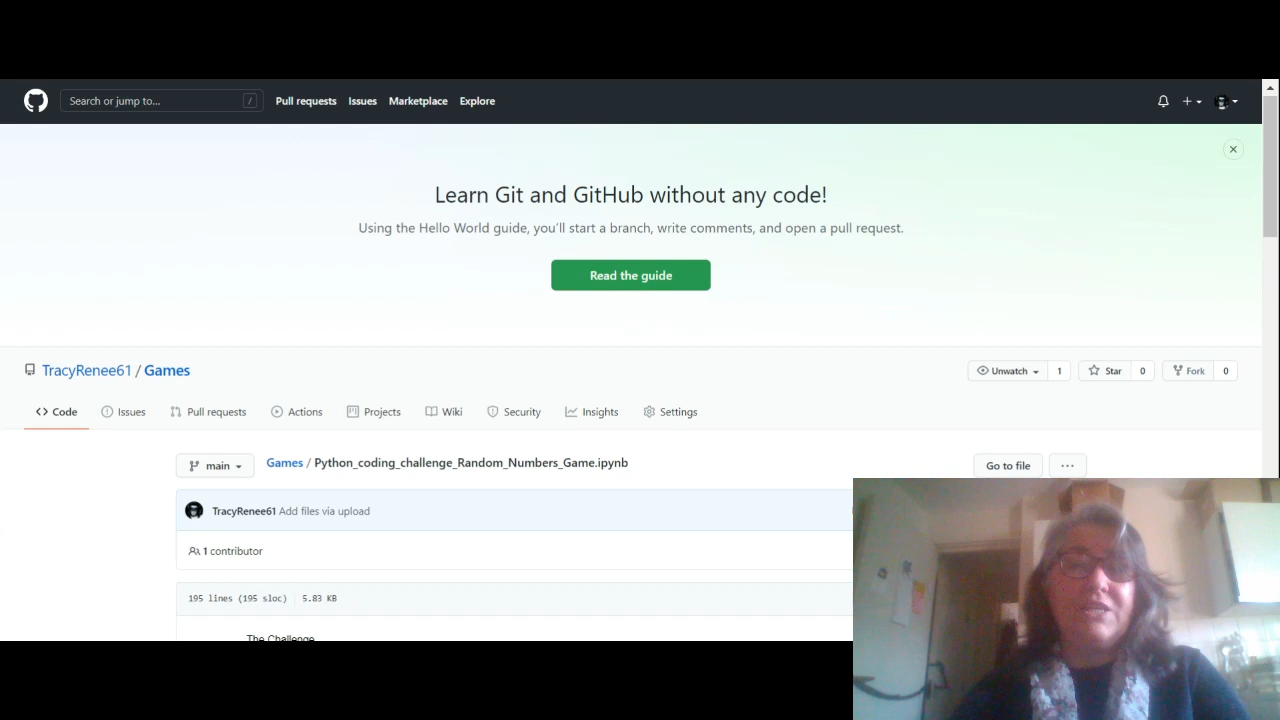 Search or jump to... /
Pull requests Issues Marketplace Explore
Learn Git and GitHub without any code!
Using the Hello World guide, you'll start a branch, write comments, and open a pull request.
Read the guide
TracyRenee61 / Games
Unwatch 1 Star 0 Fork 0
Code Issues Pull requests Actions Projects Wiki Security Insights Settings
main Games / Python_coding_challenge_Random_Numbers_Game.ipynb Go to file
TracyRenee61 Add files via upload
1 contributor
195 lines (195 sloc) 5.83 KB
The Challenge